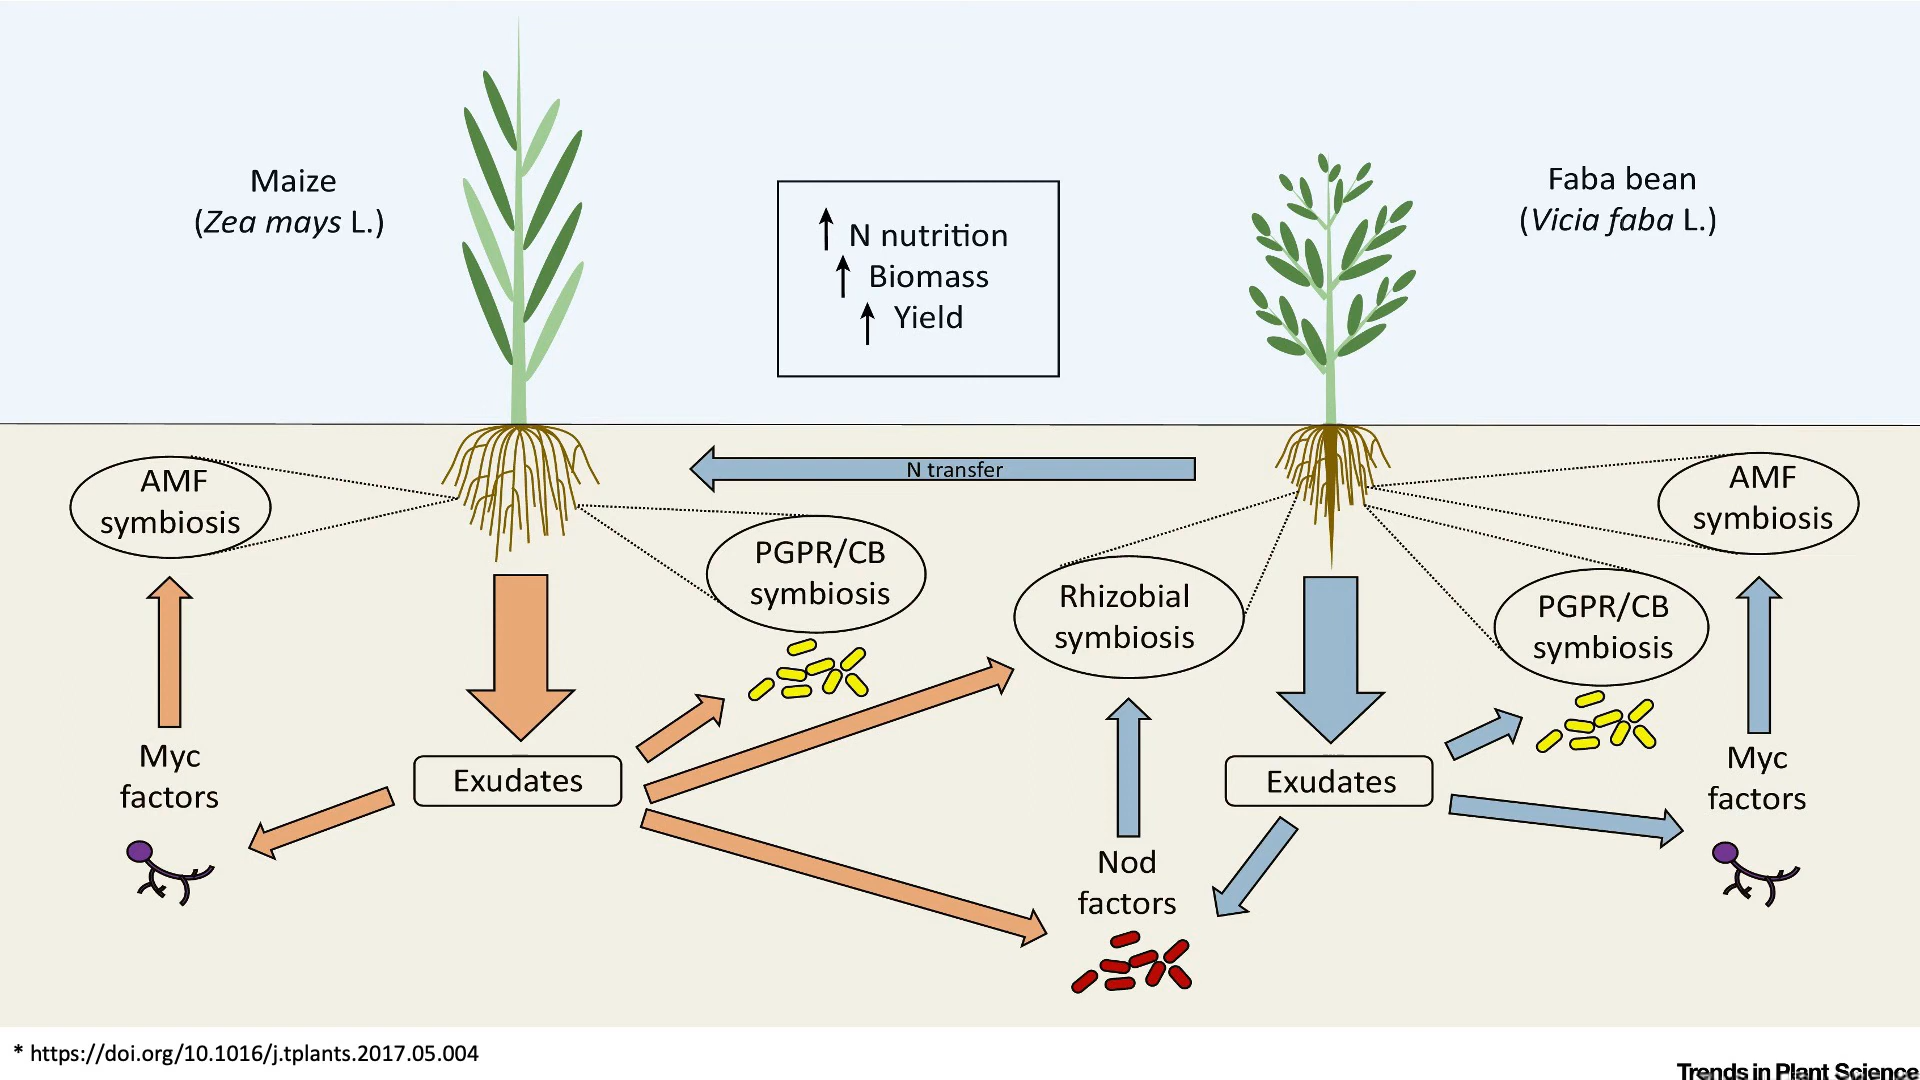 Maize
(Zea mays L.)
N nutrition
Biomass
Yield
Faba bean
(Vicia faba L.)
AMF
symbiosis
N transfer
PGPR/CB
symbiosis
Rhizobial
symbiosis
AMF
symbiosis
PGPR/CB
symbiosis
Myc
factors
Exudates
Exudates
Myc
factors
Nod
factors
* https://doi.org/10.1016/j.tplants.2017.05.004
Trends in Plant Science